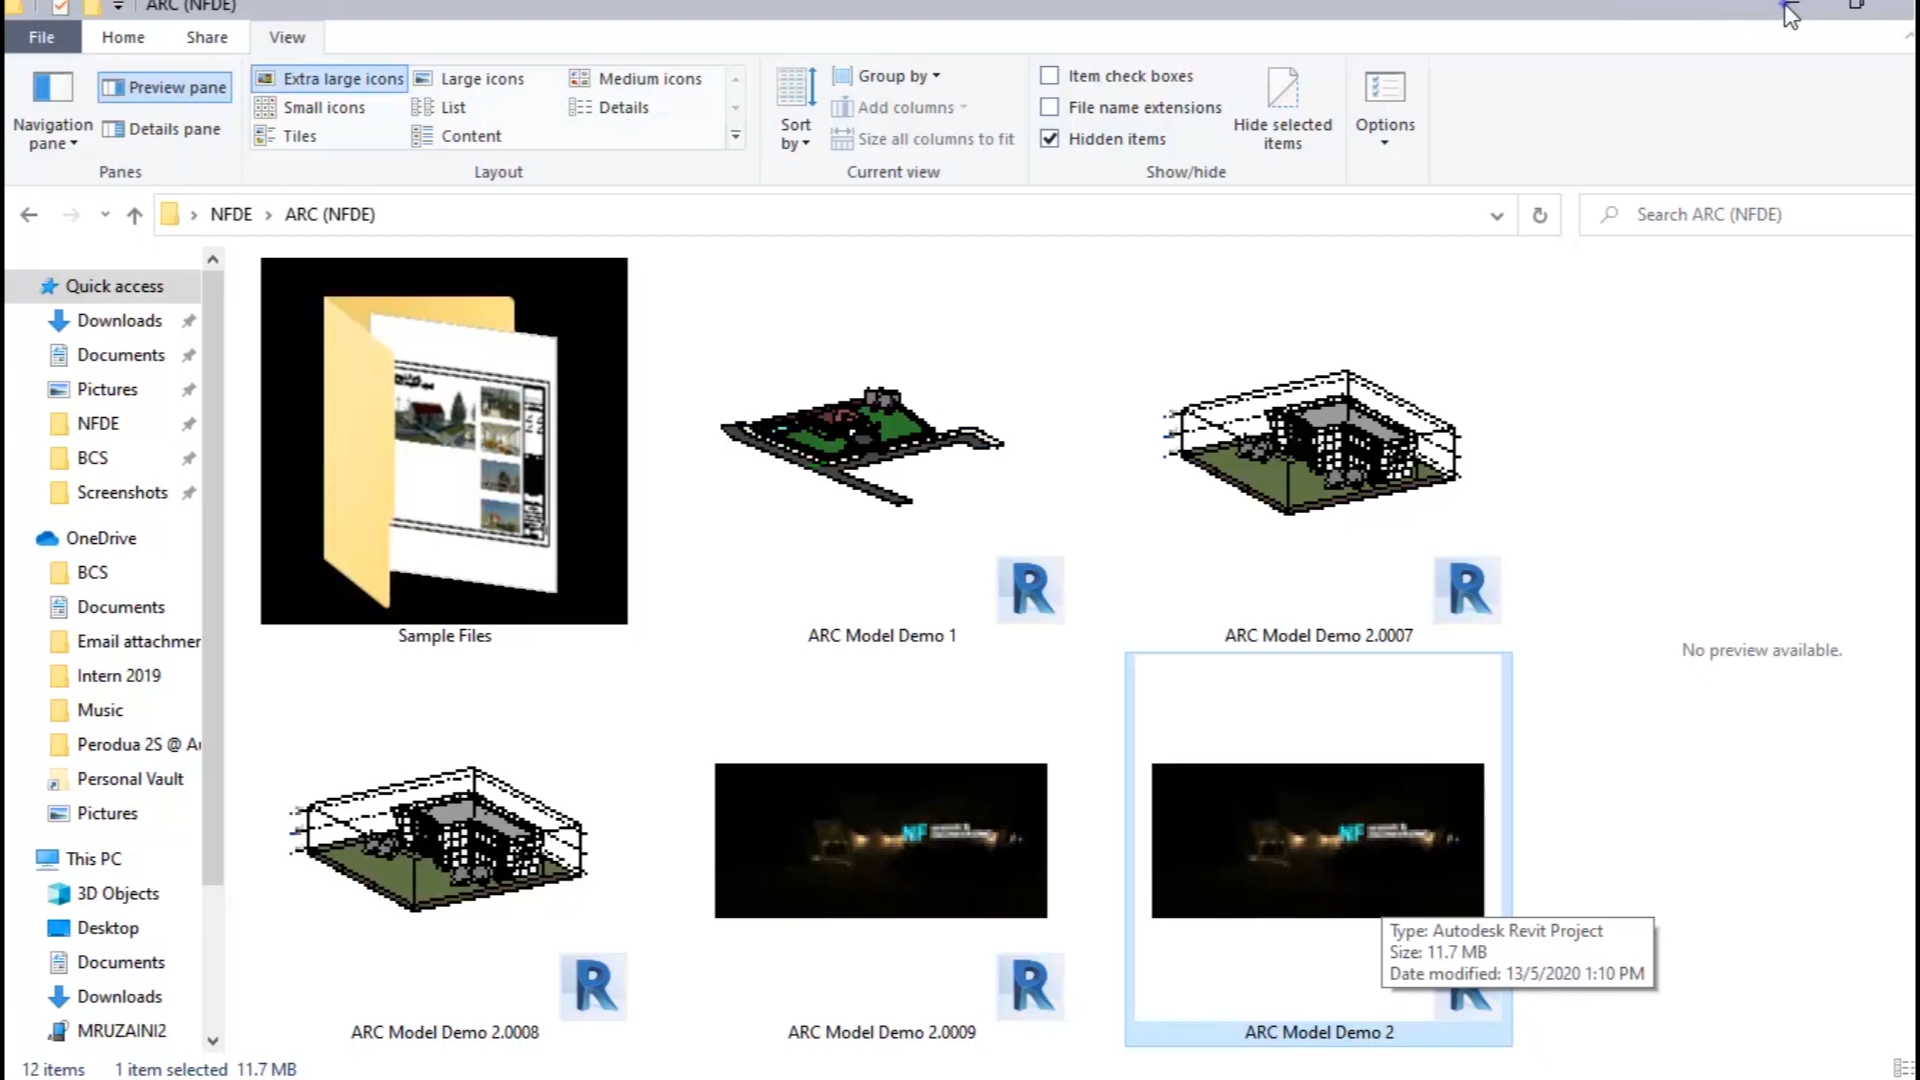 ARC (NFDE)
File
Home
Share
View
Navigation pane
Preview pane
Details pane
Panes
Extra large icons
Large icons
Medium icons
Small icons
List
Details
Tiles
Content
Layout
Sort by
Group by
Add columns
Size all columns to fit
Current view
Item check boxes
File name extensions
Hidden items
Hide selected items
Show/hide
Options
NFDE
ARC (NFDE)
Search ARC (NFDE)
Quick access
Downloads
Documents
Pictures
NFDE
BCS
Screenshots
OneDrive
BCS
Documents
Email attachmer
Intern 2019
Music
Perodua 2S @ A
Personal Vault
Pictures
This PC
3D Objects
Desktop
Documents
Downloads
MRUZAINI2
Sample Files
R
ARC Model Demo 1
R
ARC Model Demo 2.0007
No preview available.
R
ARC Model Demo 2.0008
NF
R
ARC Model Demo 2.0009
NF
Type: Autodesk Revit Project
Size: 11.7 MB
Date modified: 13/5/2020 1:10 PM
R
ARC Model Demo 2
12 items
1 item selected 11.7 MB